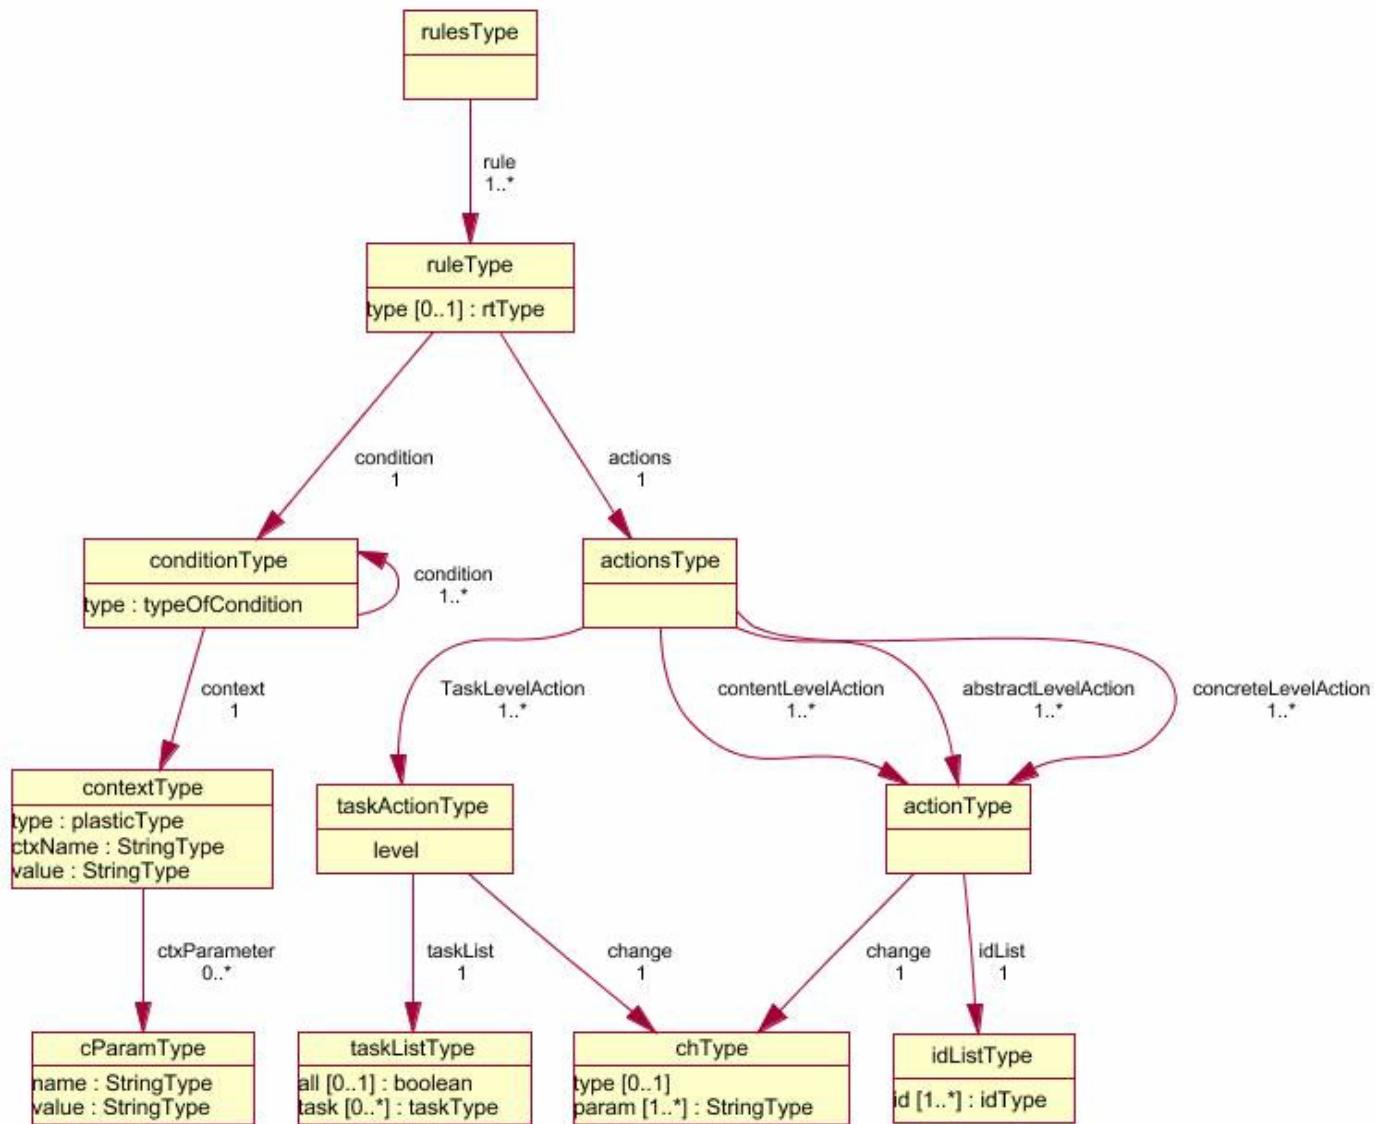 rulesType
rule
1..*
ruleType
type [0..1] : rtType
condition
1
actions
1
conditionType
type : typeOfCondition
condition
1..*
actionsType
context
1
TaskLevelAction
1..*
contentLevelAction
1..*
abstractLevelAction
1..*
concreteLevelAction
1..*
contextType
type : plasticType
ctxName : StringType
value : StringType
taskActionType
level
actionType
ctxParameter
0..*
taskList
1
change
1
change
1
idList
1
cParamType
name : StringType
value : StringType
taskListType
all [0..1] : boolean
task [0..*] : taskType
chType
type [0..1]
param [1..*] : StringType
idListType
id [1..*] : idType